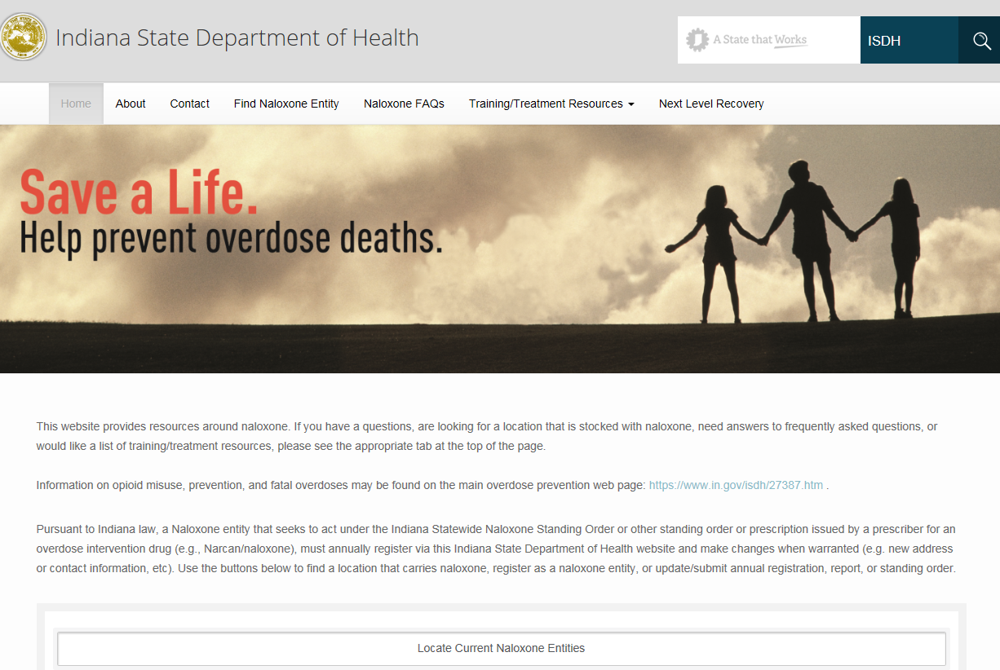 Indiana State Department of Health
A State that Works
ISDH
Home About Contact Find Naloxone Entity Naloxone FAQs Training/Treatment Resources Next Level Recovery
Save a Life.
Help prevent overdose deaths.
This website provides resources around naloxone. If you have a questions, are looking for a location that is stocked with naloxone, need answers to frequently asked questions, or
would like a list of training/treatment resources, please see the appropriate tab at the top of the page.
Information on opioid misuse, prevention, and fatal overdoses may be found on the main overdose prevention web page: https://www.in.gov/isdh/27387.htm .
Pursuant to Indiana law, a Naloxone entity that seeks to act under the Indiana Statewide Naloxone Standing Order or other standing order or prescription issued by a prescriber for an
overdose intervention drug (e.g., Narcan/naloxone), must annually register via this Indiana State Department of Health website and make changes when warranted (e.g. new address
or contact information, etc). Use the buttons below to find a location that carries naloxone, register as a naloxone entity, or update/submit annual registration, report, or standing order.
Locate Current Naloxone Entities